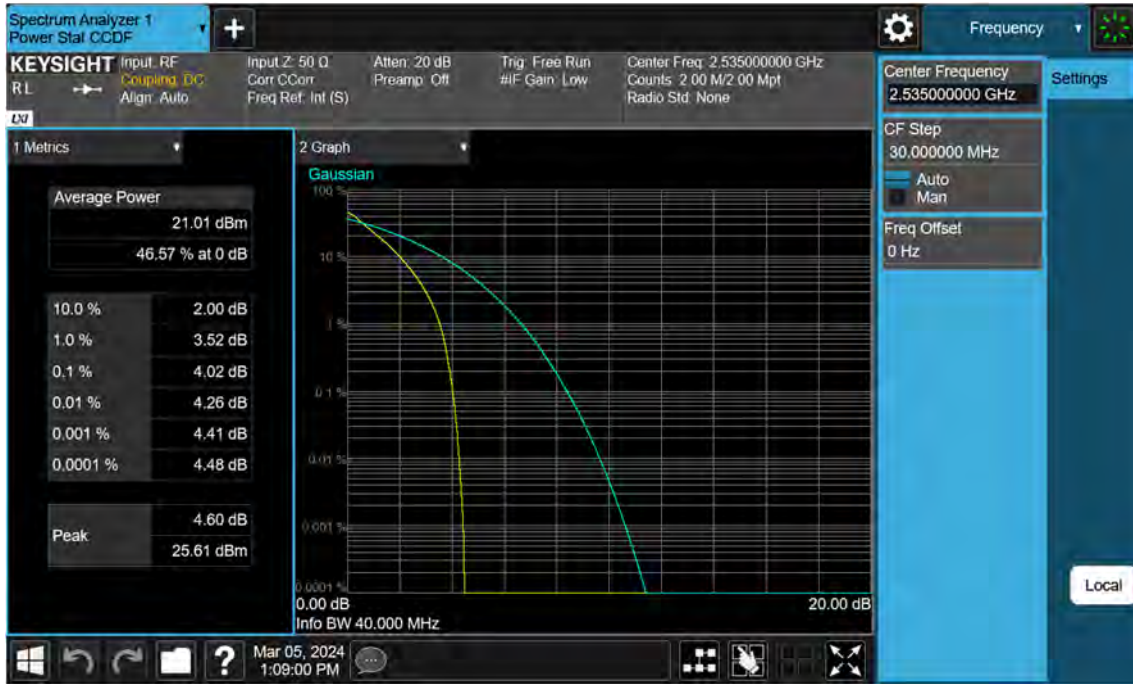 Spectrum Analyzer 1
Power Stat CCDF
Frequency
KEYSIGHT
RL
LXI
Input: RF
Coupling: DC
Align: Auto
Input Z: 50 Ω
Corr CCorr
Freq Ref: Int (S)
Atten: 20 dB
Preamp: Off
Trig: Free Run
#IF Gain: Low
Center Freq: 2.535000000 GHz
Counts: 2.00 M/2.00 Mpt
Radio Std: None
Center Frequency
2.535000000 GHz
Settings
CF Step
30.000000 MHz
Auto
Man
Freq Offset
0 Hz
1 Metrics
Average Power
21.01 dBm
46.57 % at 0 dB
10.0 % 2.00 dB
1.0 % 3.52 dB
0.1 % 4.02 dB
0.01 % 4.26 dB
0.001 % 4.41 dB
0.0001 % 4.48 dB
Peak
4.60 dB
25.61 dBm
2 Graph
Gaussian
100 %
10 %
1 %
0.1 %
0.01 %
0.001 %
0.0001 %
0.00 dB 20.00 dB
Info BW 40.000 MHz
Local
?
Mar 05, 2024
1:09:00 PM